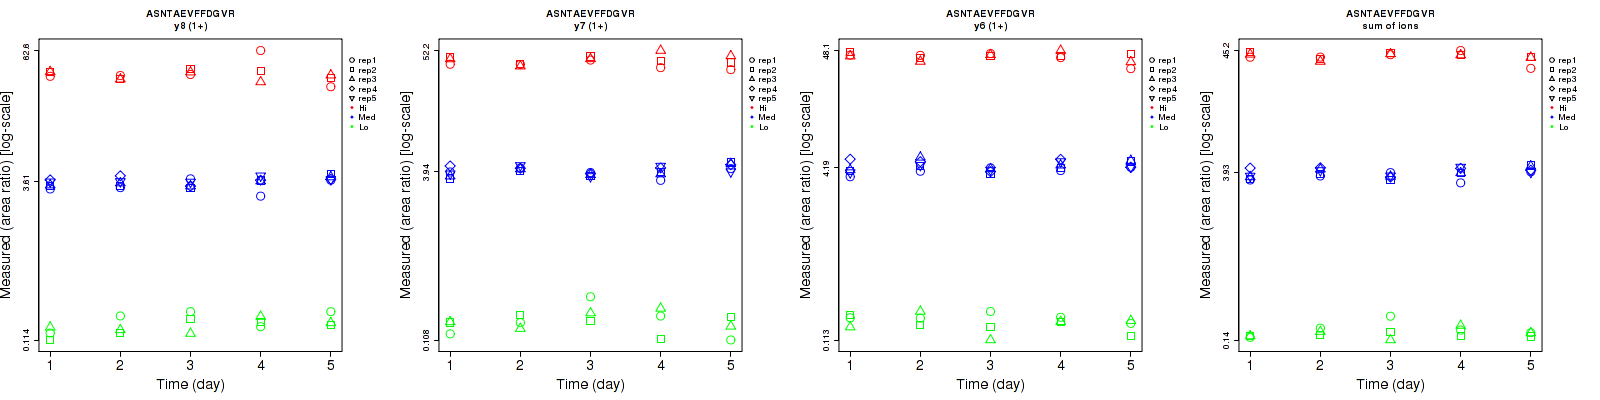 ASNTAEVFFDGVR
y8 (1+)
62.6
3.61
0.114
Measured (area ratio) [log-scale]
1 2 3 4 5
Time (day)
rep1
rep2
rep3
rep4
rep5
Hi
Med
Lo
ASNTAEVFFDGVR
y7 (1+)
52.2
3.94
0.108
Measured (area ratio) [log-scale]
1 2 3 4 5
Time (day)
rep1
rep2
rep3
rep4
rep5
Hi
Med
Lo
ASNTAEVFFDGVR
y6 (1+)
48.1
4.19
0.113
Measured (area ratio) [log-scale]
1 2 3 4 5
Time (day)
rep1
rep2
rep3
rep4
rep5
Hi
Med
Lo
ASNTAEVFFDGVR
sum of ions
45.2
3.93
0.14
Measured (area ratio) [log-scale]
1 2 3 4 5
Time (day)
rep1
rep2
rep3
rep4
rep5
Hi
Med
Lo